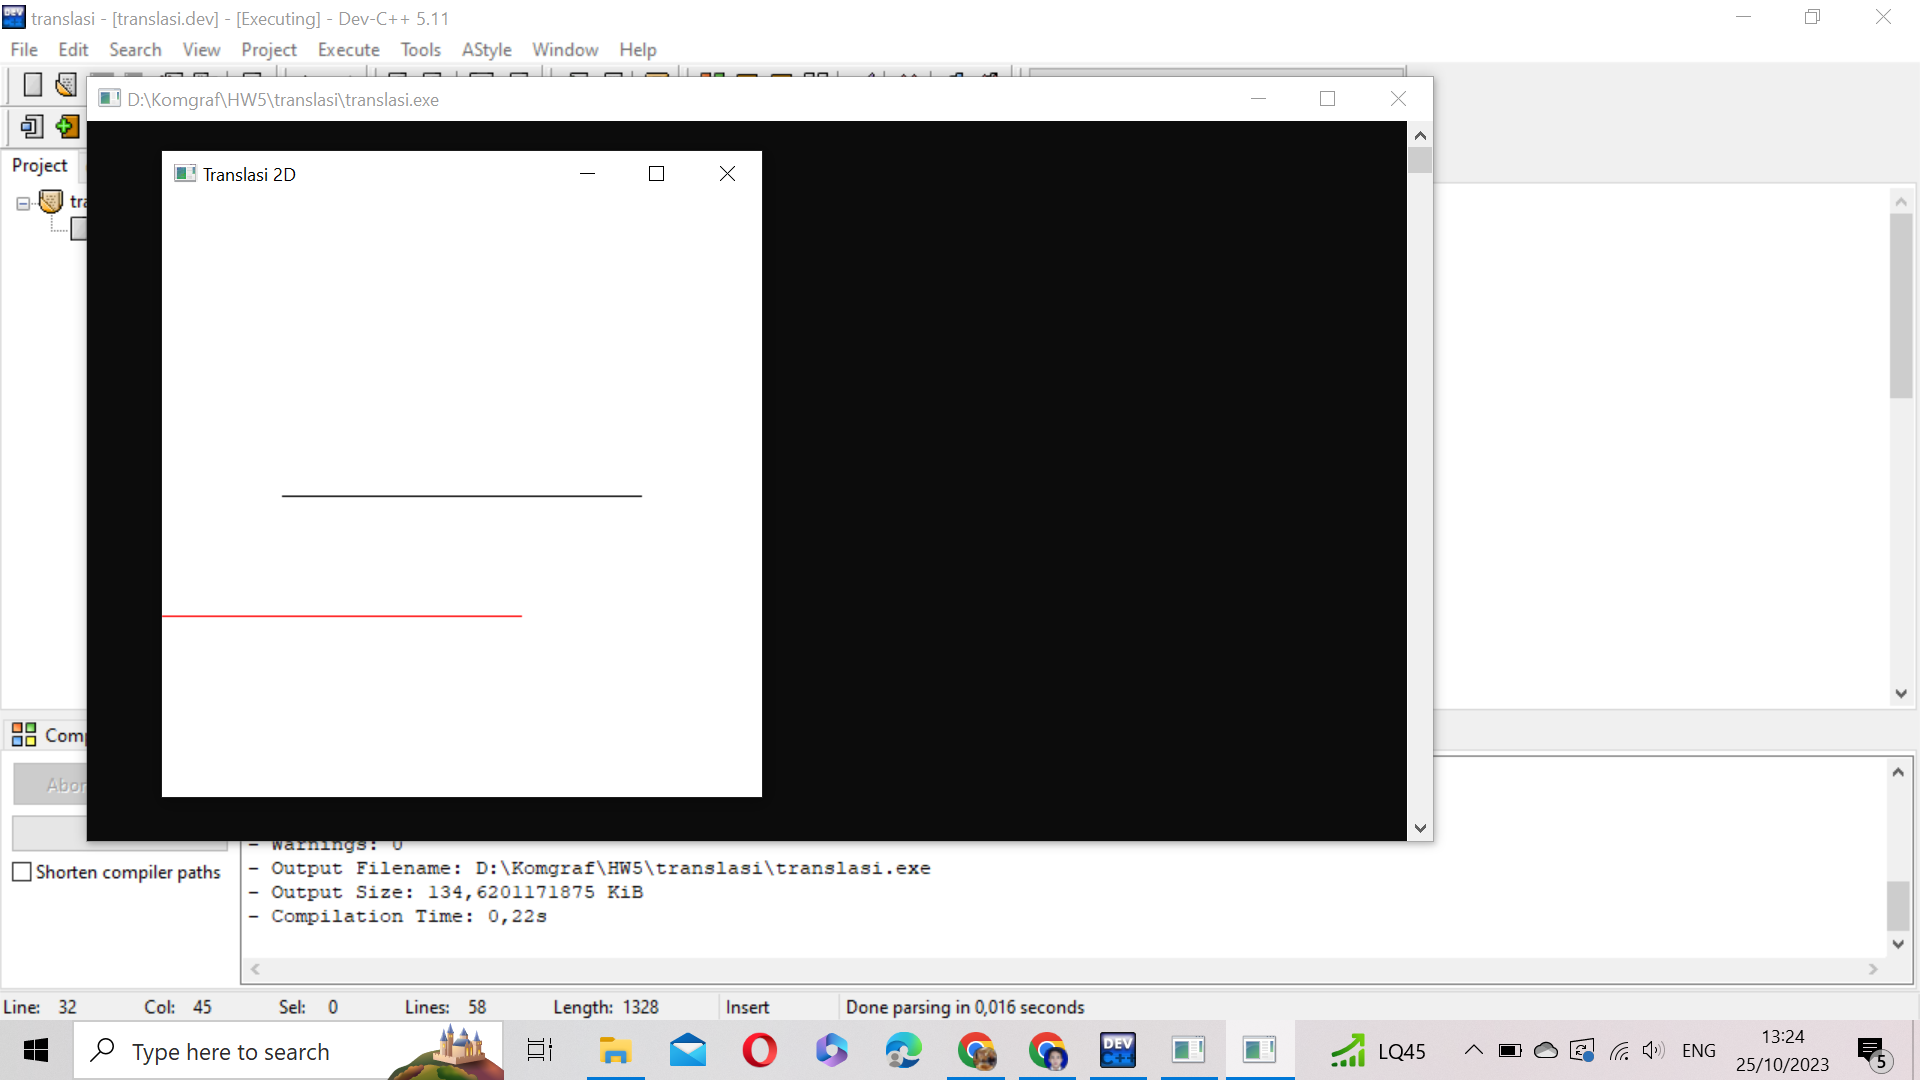 translasi - [translasi.dev] - [Executing] - Dev-C++ 5.11
File Edit Search View Project Execute Tools AStyle Window Help
D:\Komgraf\HW5\translasi\translasi.exe
Project
Translasi 2D
- Warnings: 0
Shorten compiler paths
- Output Filename: D:\Komgraf\HW5\translasi\translasi.exe
- Output Size: 134,6201171875 KiB
- Compilation Time: 0,22s
Line: 32 Col: 45 Sel: 0 Lines: 58 Length: 1328 Insert Done parsing in 0,016 seconds
Type here to search
DEV C++
LQ45
ENG
13:24
25/10/2023
5